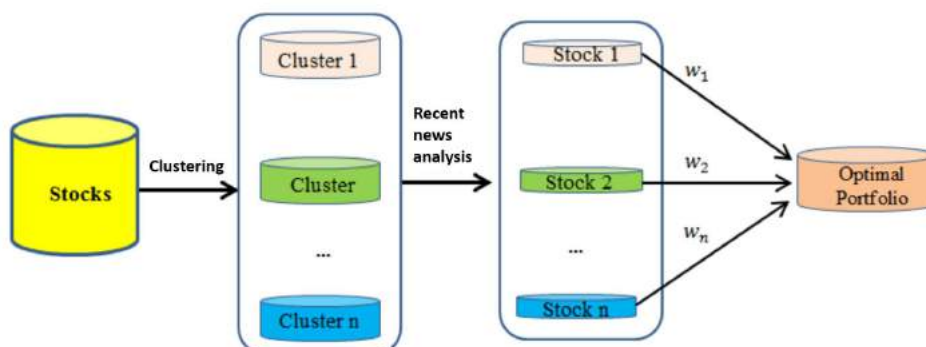 Stocks
Clustering
Cluster 1
Cluster
...
Cluster n
Recent
news
analysis
Stock 1
Stock 2
...
Stock n
w₁
w₂
wₙ
Optimal
Portfolio